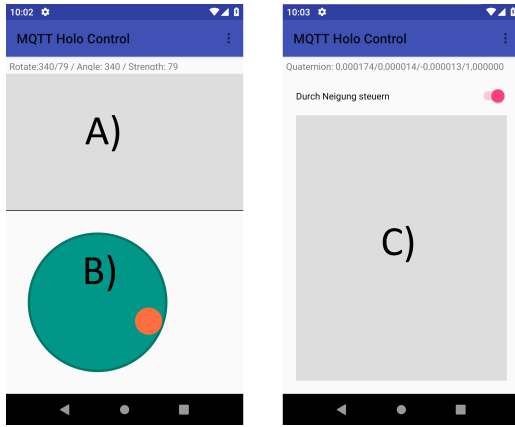 10:02
MQTT Holo Control
Rotate:340/79 / Angle: 340 / Strength: 79
A)
B)
10:03
MQTT Holo Control
Quaternion: 0,000174/0,000014/-0,000013/1,000000
Durch Neigung steuern
C)